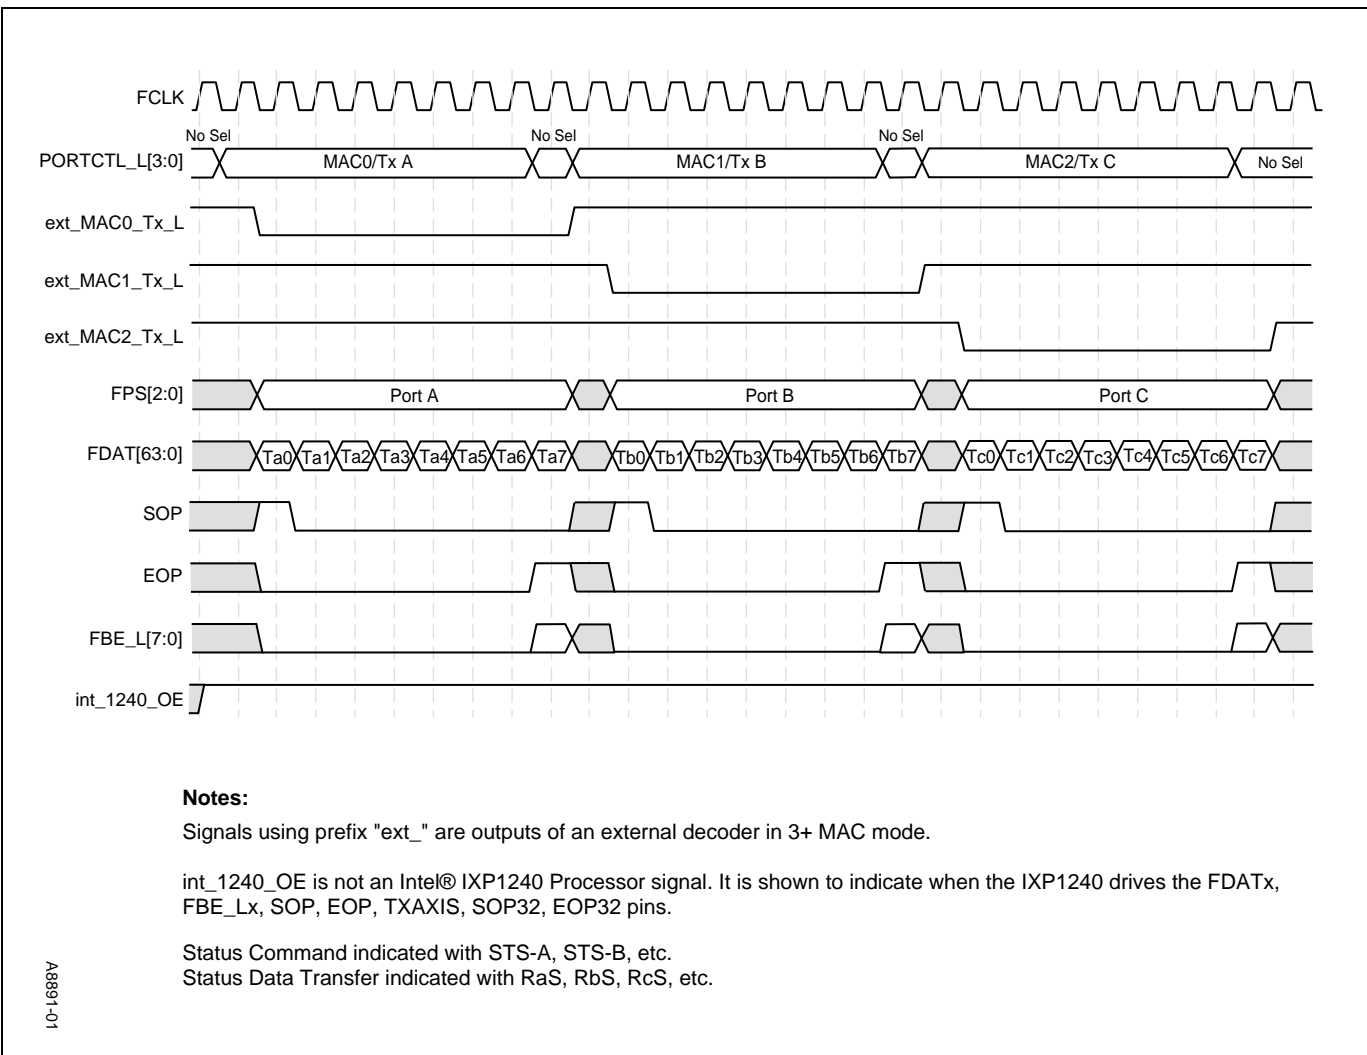 FCLK
No Sel No Sel No Sel
PORTCTL_L[3:0] MAC0/Tx A MAC1/Tx B MAC2/Tx C No Sel
ext_MAC0_Tx_L
ext_MAC1_Tx_L
ext_MAC2_Tx_L
FPS[2:0] Port A Port B Port C
FDAT[63:0] Ta0 Ta1 Ta2 Ta3 Ta4 Ta5 Ta6 Ta7 Tb0 Tb1 Tb2 Tb3 Tb4 Tb5 Tb6 Tb7 Tc0 Tc1 Tc2 Tc3 Tc4 Tc5 Tc6 Tc7
SOP
EOP
FBE_L[7:0]
int_1240_OE
Notes:
Signals using prefix "ext_" are outputs of an external decoder in 3+ MAC mode.
int_1240_OE is not an Intel® IXP1240 Processor signal. It is shown to indicate when the IXP1240 drives the FDATx,
FBE_Lx, SOP, EOP, TXAXIS, SOP32, EOP32 pins.
Status Command indicated with STS-A, STS-B, etc.
Status Data Transfer indicated with RaS, RbS, RcS, etc.
A8891-01